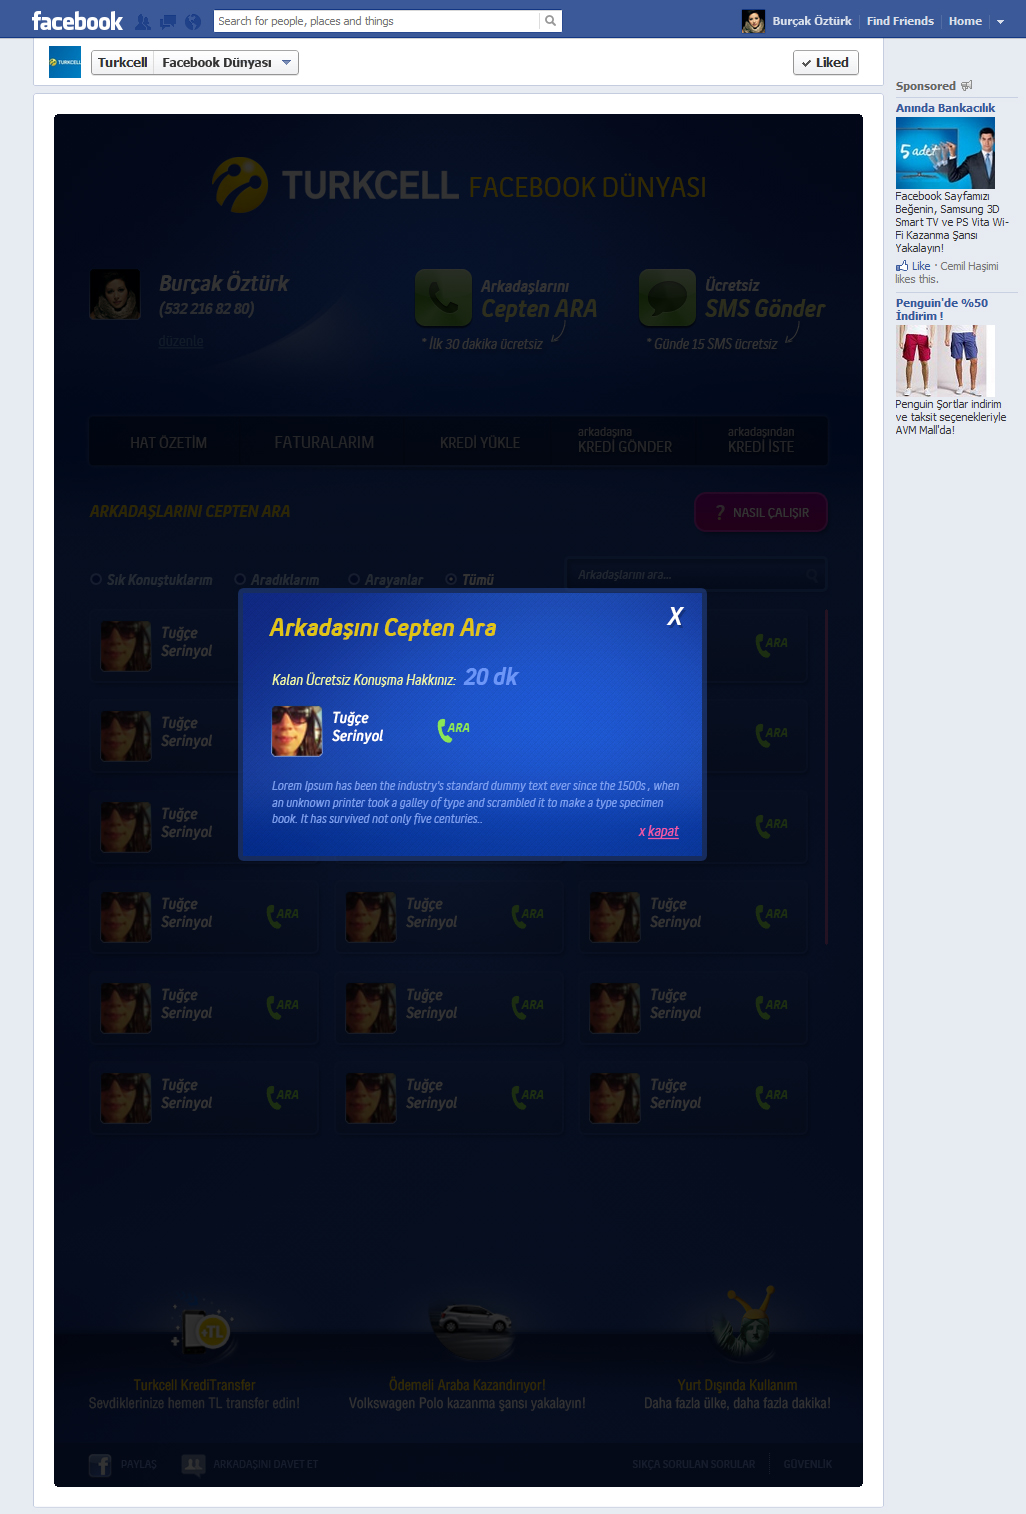 facebook
Search for people, places and things
Burçak Öztürk Find Friends Home
TURKCELL
Turkcell Facebook Dünyası
Liked
Sponsored
Anında Bankacılık
5 adet
Facebook Sayfamızı
Beğenin, Samsung 3D
Smart TV ve PS Vita Wi-
Fi Kazanma Şansı
Yakalayın!
Like · Cemil Haşimi
likes this.
Penguin'de %50
İndirim !
Penguin Şortlar indirim
ve taksit seçenekleriyle
AVM Mall'da!
TURKCELL FACEBOOK DÜNYASI
Burçak Öztürk
(532 216 82 80)
düzenle
Arkadaşlarını
Cepten ARA
* İlk 30 dakika ücretsiz
Ücretsiz
SMS Gönder
* Günde 15 SMS ücretsiz
HAT ÖZETİM
FATURALARIM
KREDİ YÜKLE
arkadaşına
KREDİ GÖNDER
arkadaşından
KREDİ İSTE
ARKADAŞLARINI CEPTEN ARA
? NASIL ÇALIŞIR
Sık Konuştuklarım Aradıklarım Arayanlar Tümü
Arkadaşlarını ara...
Tuğçe
Serinyol
ARA
Tuğçe
Serinyol
ARA
Tuğçe
Serinyol
ARA
Arkadaşını Cepten Ara
X
Kalan Ücretsiz Konuşma Hakkınız: 20 dk
Tuğçe
Serinyol
ARA
Lorem Ipsum has been the industry's standard dummy text ever since the 1500s , when
an unknown printer took a galley of type and scrambled it to make a type specimen
book. It has survived not only five centuries..
x kapat
Tuğçe
Serinyol
ARA
Tuğçe
Serinyol
ARA
Tuğçe
Serinyol
ARA
Tuğçe
Serinyol
ARA
Tuğçe
Serinyol
ARA
Tuğçe
Serinyol
ARA
Tuğçe
Serinyol
ARA
Tuğçe
Serinyol
ARA
Tuğçe
Serinyol
ARA
+TL
Turkcell KrediTransfer
Sevdiklerinize hemen TL transfer edin!
Ödemeli Araba Kazandırıyor!
Volkswagen Polo kazanma şansı yakalayın!
Yurt Dışında Kullanım
Daha fazla ülke, daha fazla dakika!
PAYLAŞ
ARKADAŞINI DAVET ET
SIKÇA SORULAN SORULAR
GÜVENLİK